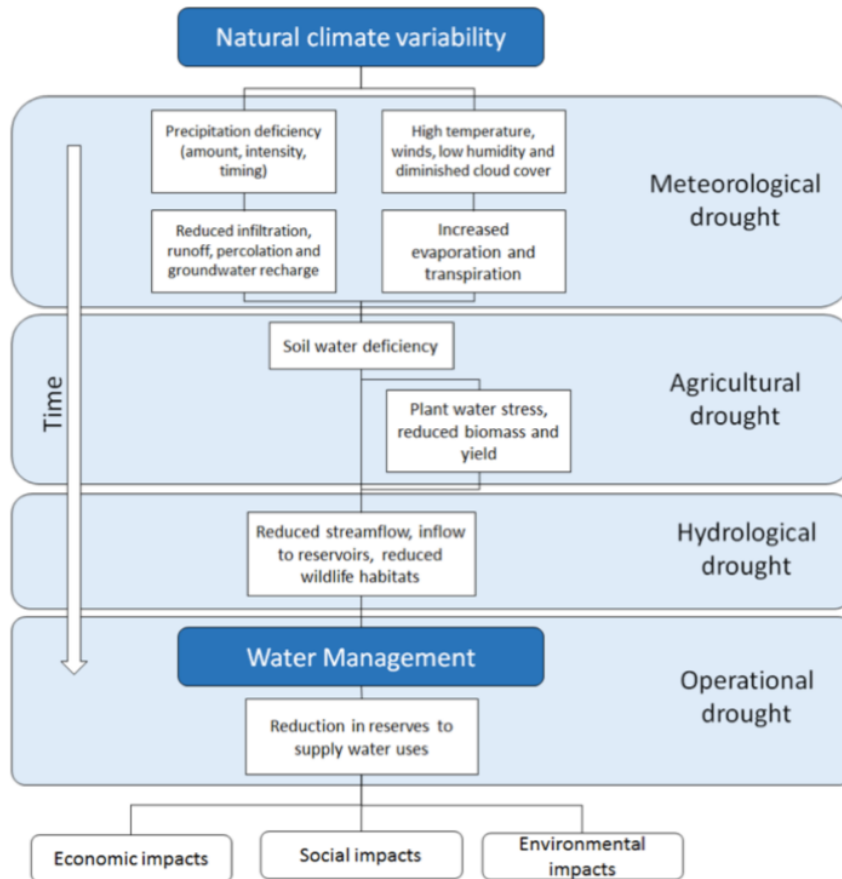 Natural climate variability
Precipitation deficiency
(amount, intensity,
timing)
High temperature,
winds, low humidity and
diminished cloud cover
Meteorological
drought
Reduced infiltration,
runoff, percolation and
groundwater recharge
Increased
evaporation and
transpiration
Time
Soil water deficiency
Agricultural
drought
Plant water stress,
reduced biomass and
yield
Reduced streamflow, inflow
to reservoirs, reduced
wildlife habitats
Hydrological
drought
Water Management
Operational
drought
Reduction in reserves to
supply water uses
Economic impacts
Social impacts
Environmental
impacts